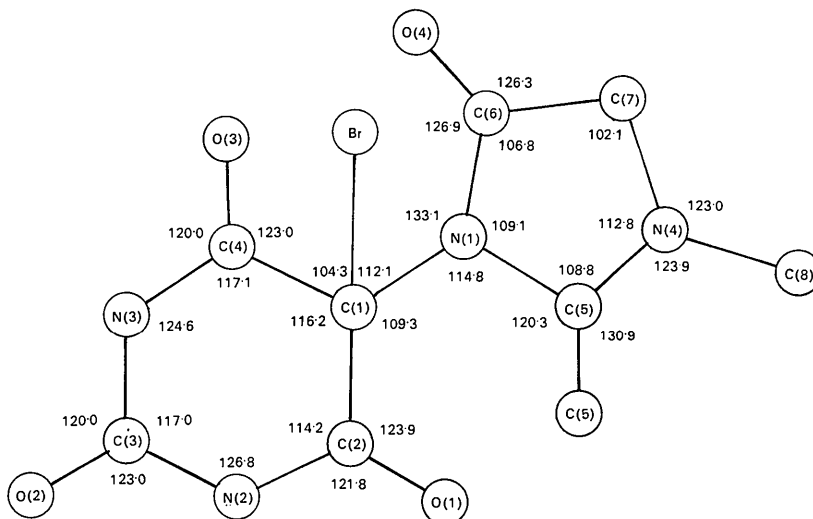 O(4)
126·3
C(6)
C(7)
126·9
106·8
102·1
O(3)
Br
133·1
N(1)
109·1
112·8
N(4)
123·0
120·0
123·0
C(4)
117·1
104·3
112·1
114·8
108·8
123·9
C(8)
N(3)
124·6
116·2
C(1)
109·3
120·3
C(5)
130·9
C(5)
120·0
117·0
C(3)
123·0
126·8
N(2)
114·2
C(2)
123·9
121·8
O(2)
O(1)